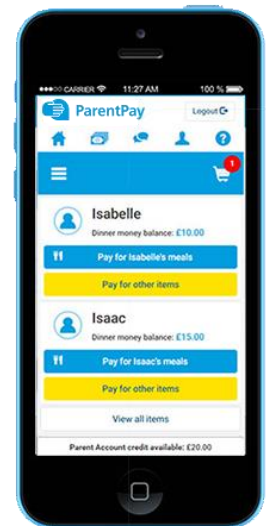 CARRIER 11:27 AM 100 %
ParentPay Logout
?
1
Isabelle
Dinner money balance: £10.00
Pay for Isabelle's meals
Pay for other items
Isaac
Dinner money balance: £15.00
Pay for Isaac's meals
Pay for other items
View all items
Parent Account credit available: £20.00